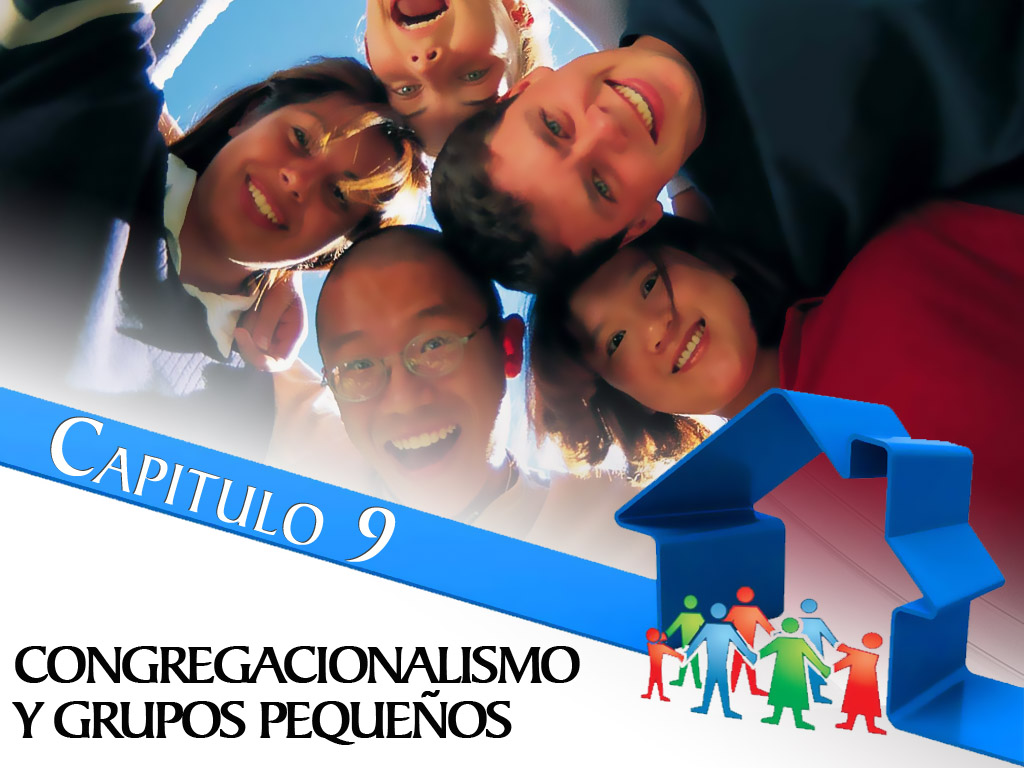 CAPITULO 9
CONGREGACIONALISMO
Y GRUPOS PEQUEÑOS